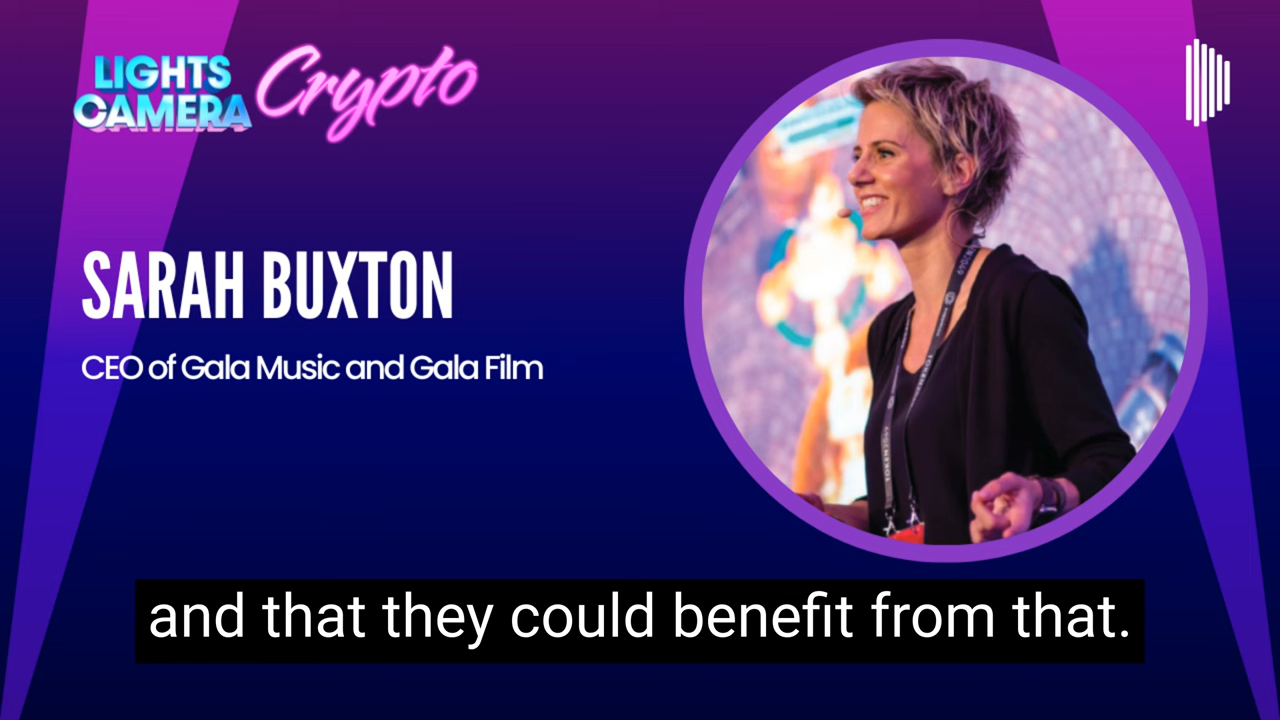 LIGHTS
CAMERA
Crypto
SARAH BUXTON
CEO of Gala Music and Gala Film
TOKEN2049
and that they could benefit from that.